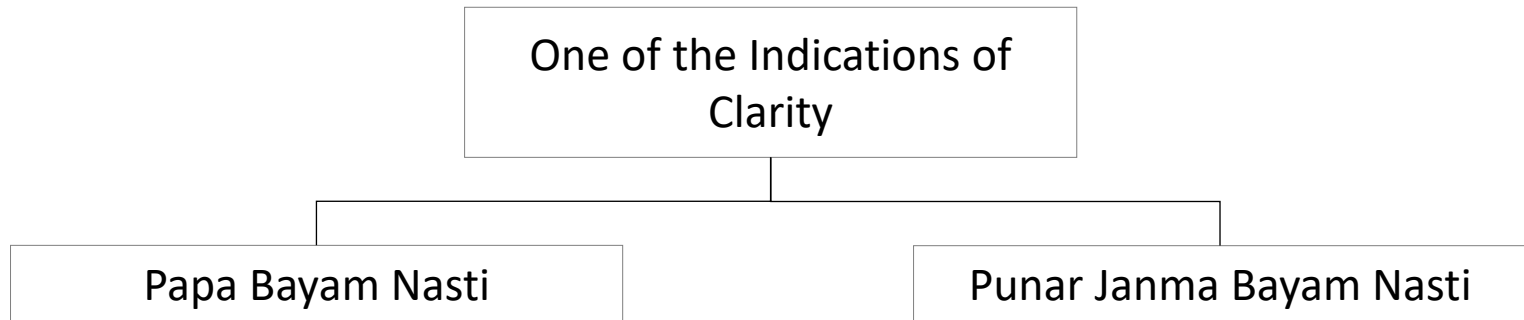 One of the Indications of
Clarity
Papa Bayam Nasti
Punar Janma Bayam Nasti